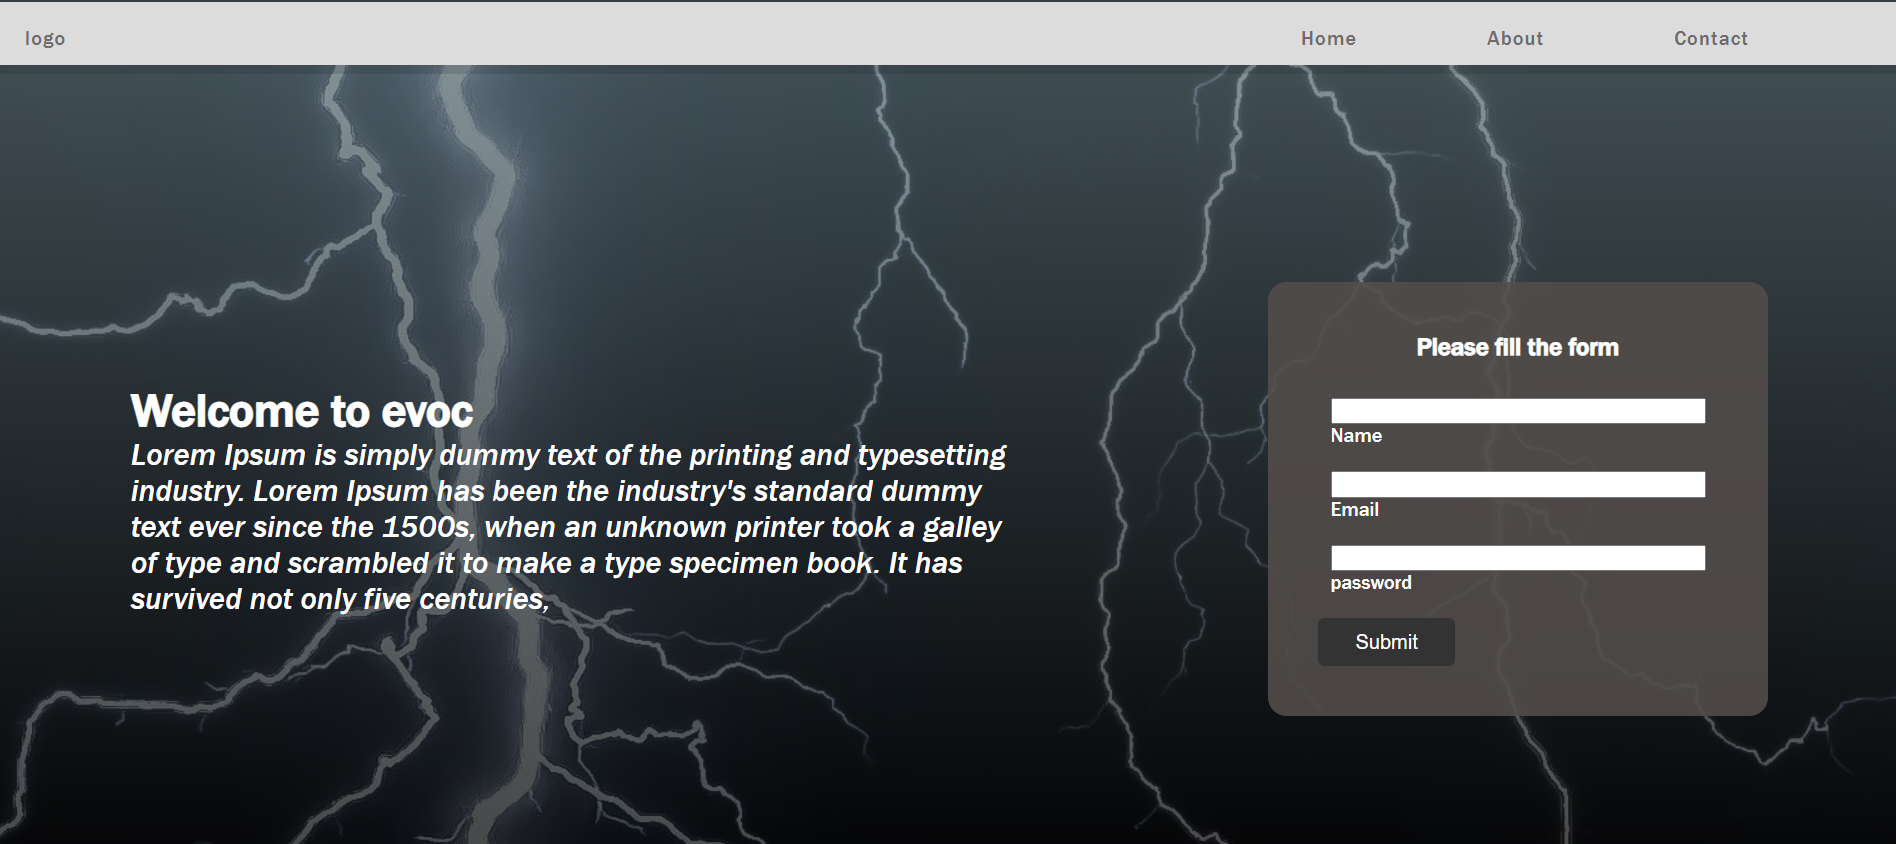 logo
Home
About
Contact
Welcome to evoc
Lorem Ipsum is simply dummy text of the printing and typesetting
industry. Lorem Ipsum has been the industry's standard dummy
text ever since the 1500s, when an unknown printer took a galley
of type and scrambled it to make a type specimen book. It has
survived not only five centuries,
Please fill the form
Name
Email
password
Submit